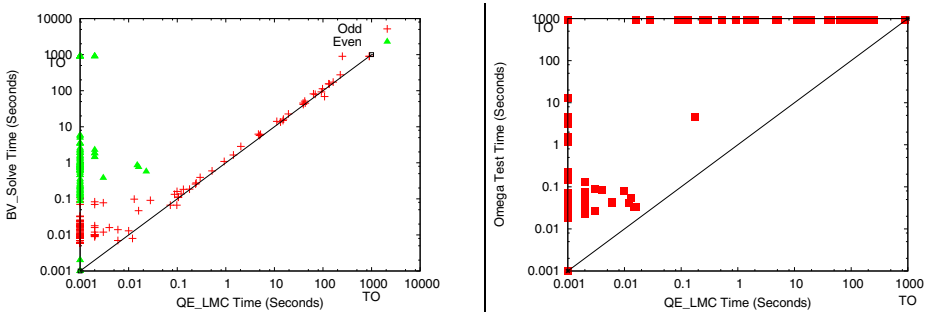 10000
1000
TO
100
10
1
0.1
0.01
0.001
BV_Solve Time (Seconds)
Odd
Even
0.001 0.01 0.1 1 10 100 1000 10000
QE_LMC Time (Seconds) TO
1000
TO
100
10
1
0.1
0.01
0.001
Omega Test Time (Seconds)
0.001 0.01 0.1 1 10 100 1000
QE_LMC Time (Seconds) TO